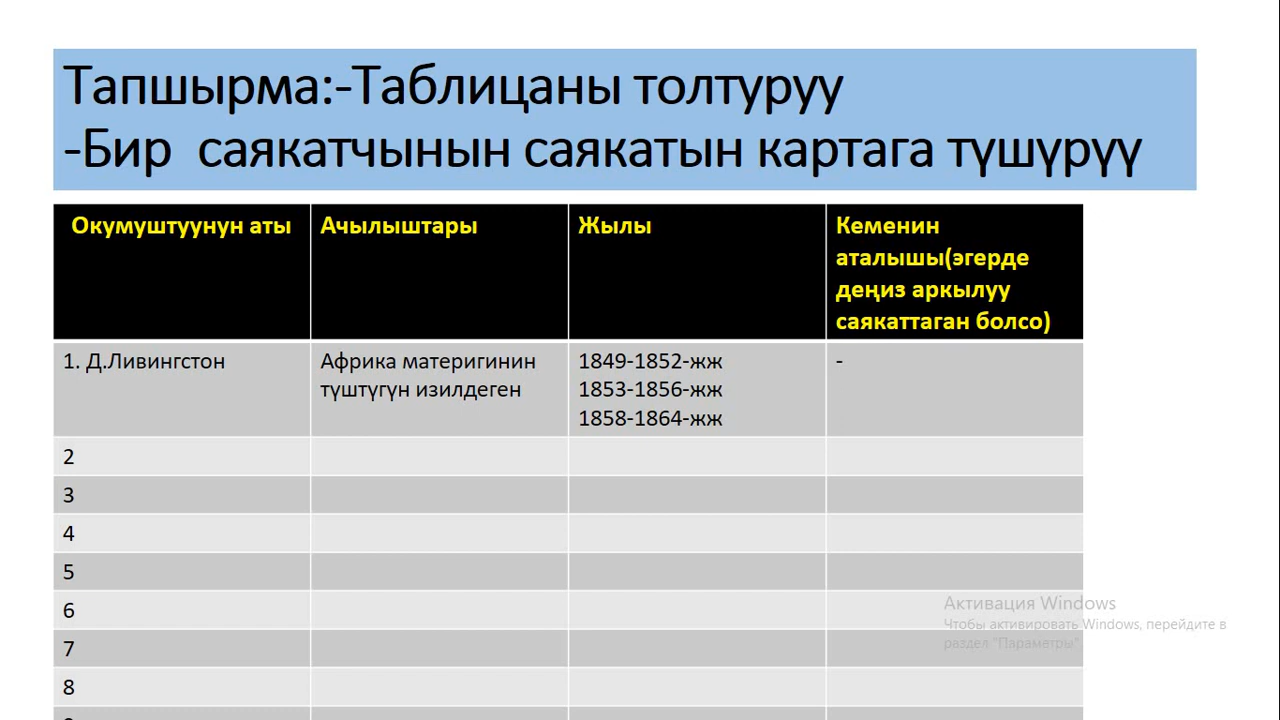 Тапшырма:-Таблицаны толтуруу
-Бир саякатчынын саякатын картага түшүрүү
Окумуштуунун аты
Ачылыштары
Жылы
Кеменин
аталышы(эгерде
деңиз аркылуу
саякаттаган болсо)
1. Д.Ливингстон
Африка материгинин
түштүгүн изилдеген
1849-1852-жж
1853-1856-жж
1858-1864-жж
-
2
3
4
5
6
7
8
Активация Windows
Чтобы активировать Windows, перейдите в
раздел "Параметры".